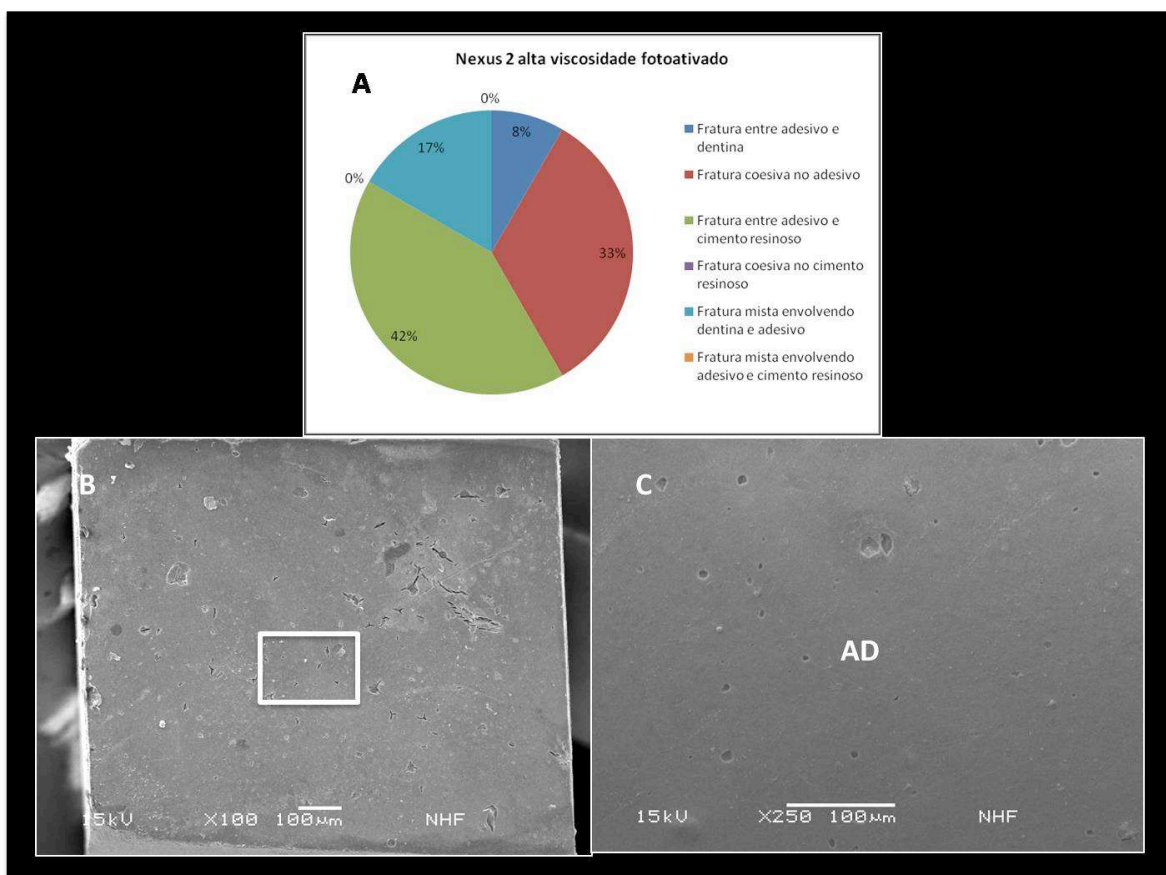 Nexus 2 alta viscosidade fotoativado
A
0%
8%
17%
0%
33%
42%
Fratura entre adesivo e
dentina
Fratura coesiva no adesivo
Fratura entre adesivo e
cimento resinoso
Fratura coesiva no cimento
resinoso
Fratura mista envolvendo
dentina e adesivo
Fratura mista envolvendo
adesivo e cimento resinoso
B ’
15kV X100 100µm NHF
C
AD
15kV X250 100µm NHF